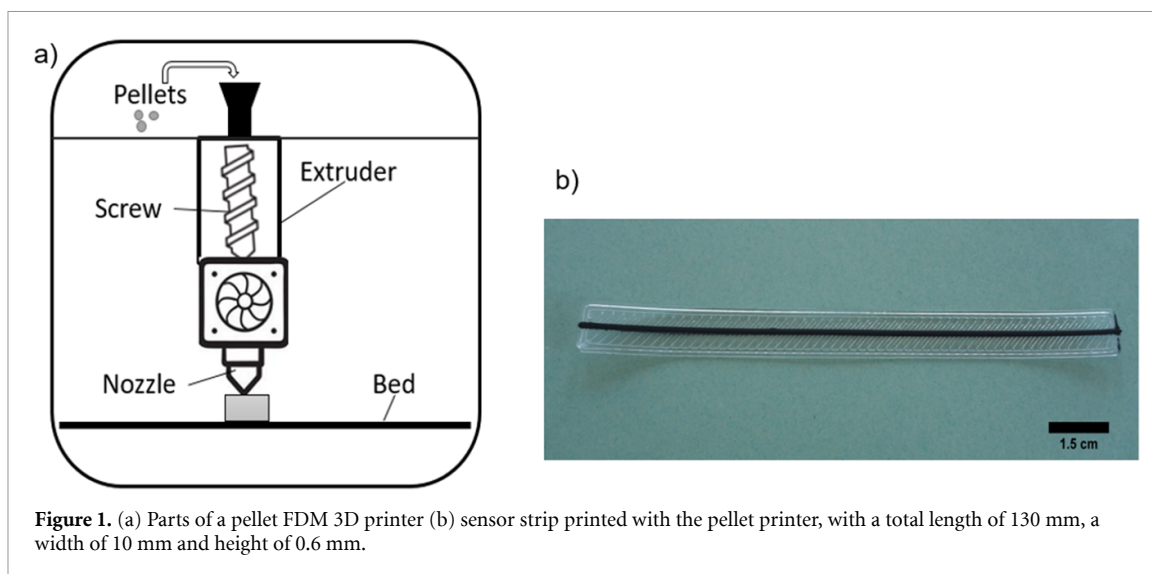 a)
Pellets
Extruder
Screw
Nozzle
Bed
b)
1.5 cm
Figure 1. (a) Parts of a pellet FDM 3D printer (b) sensor strip printed with the pellet printer, with a total length of 130 mm, a
width of 10 mm and height of 0.6 mm.